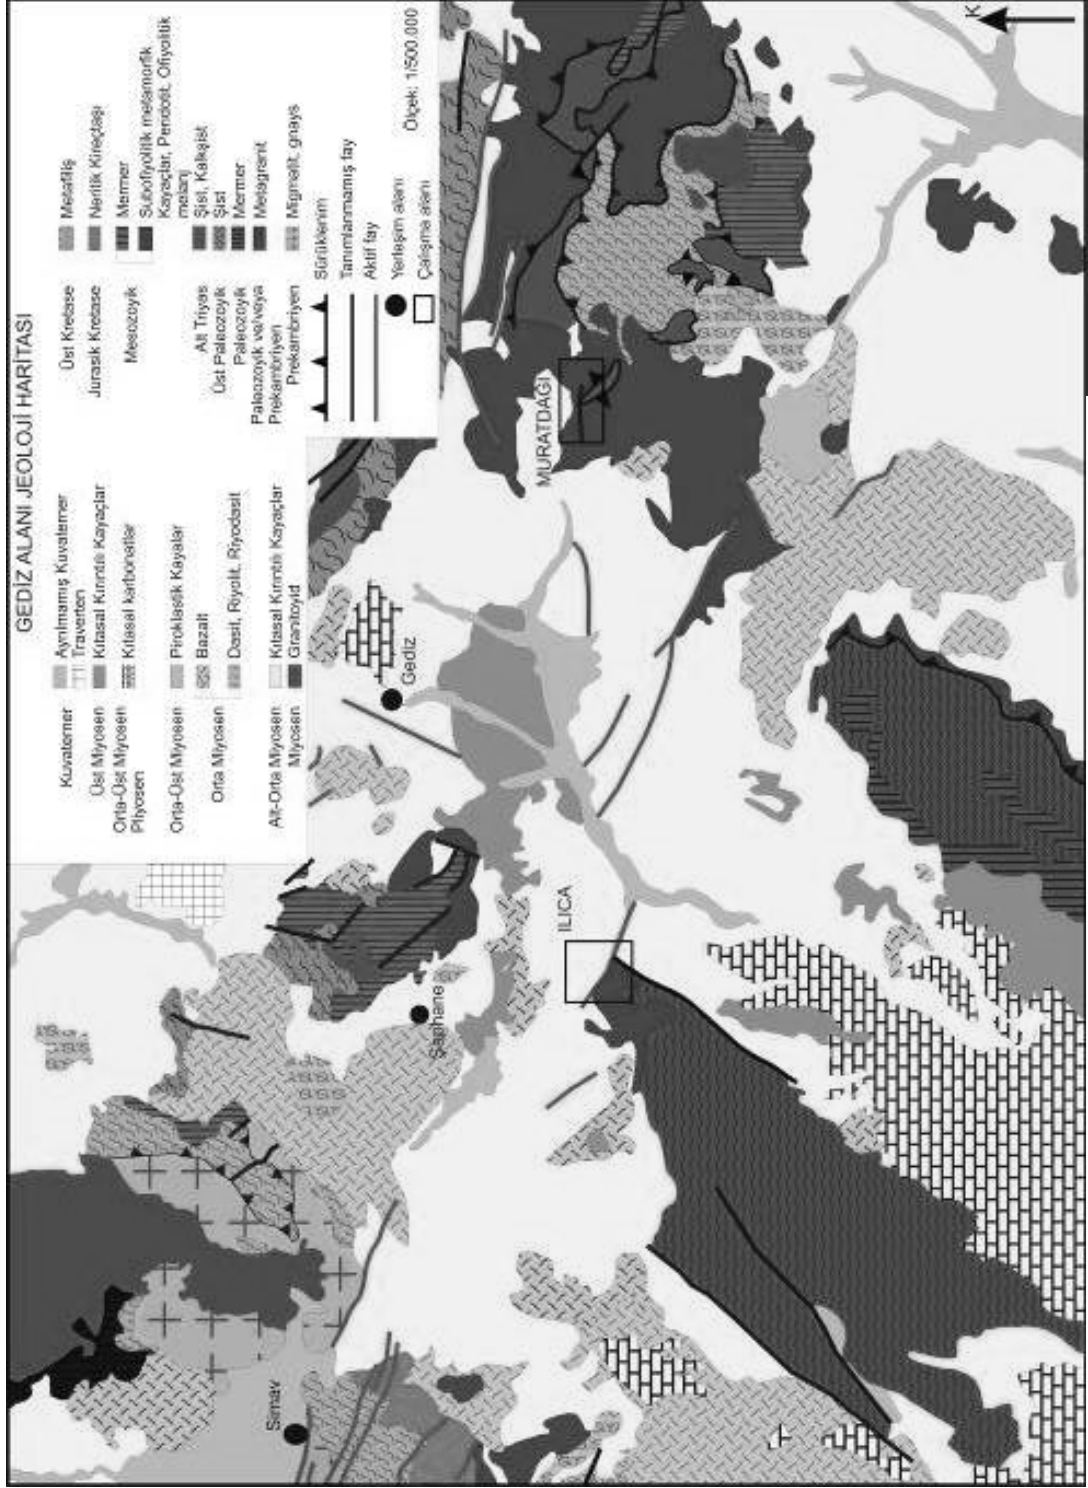 GEDİZ ALANI JEOLOJİ HARİTASI
Kuvaterner
Ayrılmamış Kuvaterner
Traverten
Üst Miyosen
Kıtasal Kırıntılı Kayaçlar
Orta-Üst Miyosen
Pliyosen
Kıtasal karbonatlar
Orta-Üst Miyosen
Piroklastik Kayalar
Orta Miyosen
Bazalt
Dasit, Riyolit, Riyodasit
Alt-Orta Miyosen
Kıtasal Kırıntılı Kayaçlar
Miyosen
Granitoyid
Üst Kretase
Metafiliş
Jurasik Kretase
Neritik Kireçtaşı
Mesozoyik
Mermer
Subofiyolitik metamorfik
Kayaçlar, Peridotit, Ofiyolitik
melanj
Alt Triyas
Şist, Kalkşist
Üst Paleozoyik
Şist
Paleozoyik
Mermer
Paleozoyik ve/veya
Prekambriyen
Metagranit
Prekambriyen
Migmatit, gnays
Sürüklenim
Tanımlanmamış fay
Aktif fay
Yerleşim alanı
Çalışma alanı
Ölçek: 1/500.000
K
MURATDAĞI
Gediz
ILICA
Şaphane
Simav